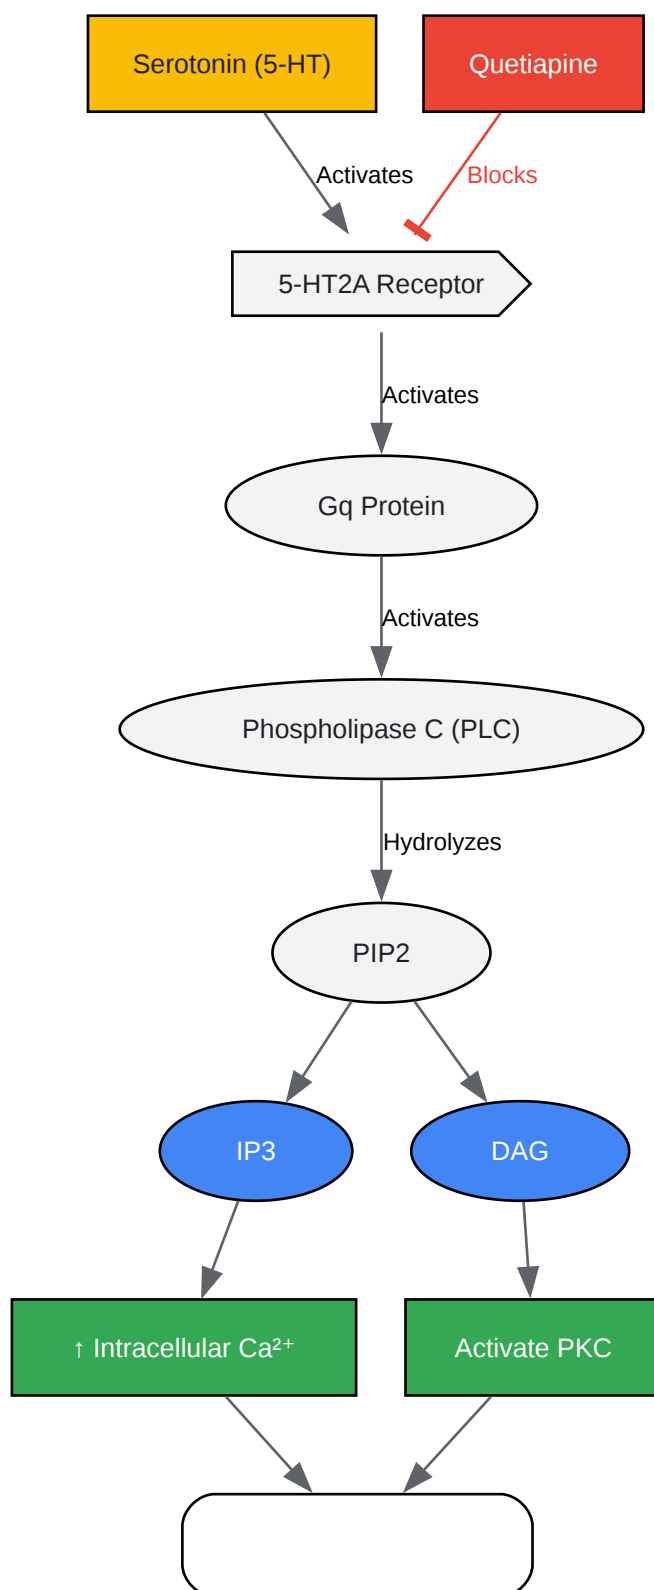 Serotonin (5-HT)
Quetiapine
Activates
Blocks
5-HT2A Receptor
Activates
Gq Protein
Activates
Phospholipase C (PLC)
Hydrolyzes
PIP2
IP3
DAG
↑ Intracellular Ca²⁺
Activate PKC